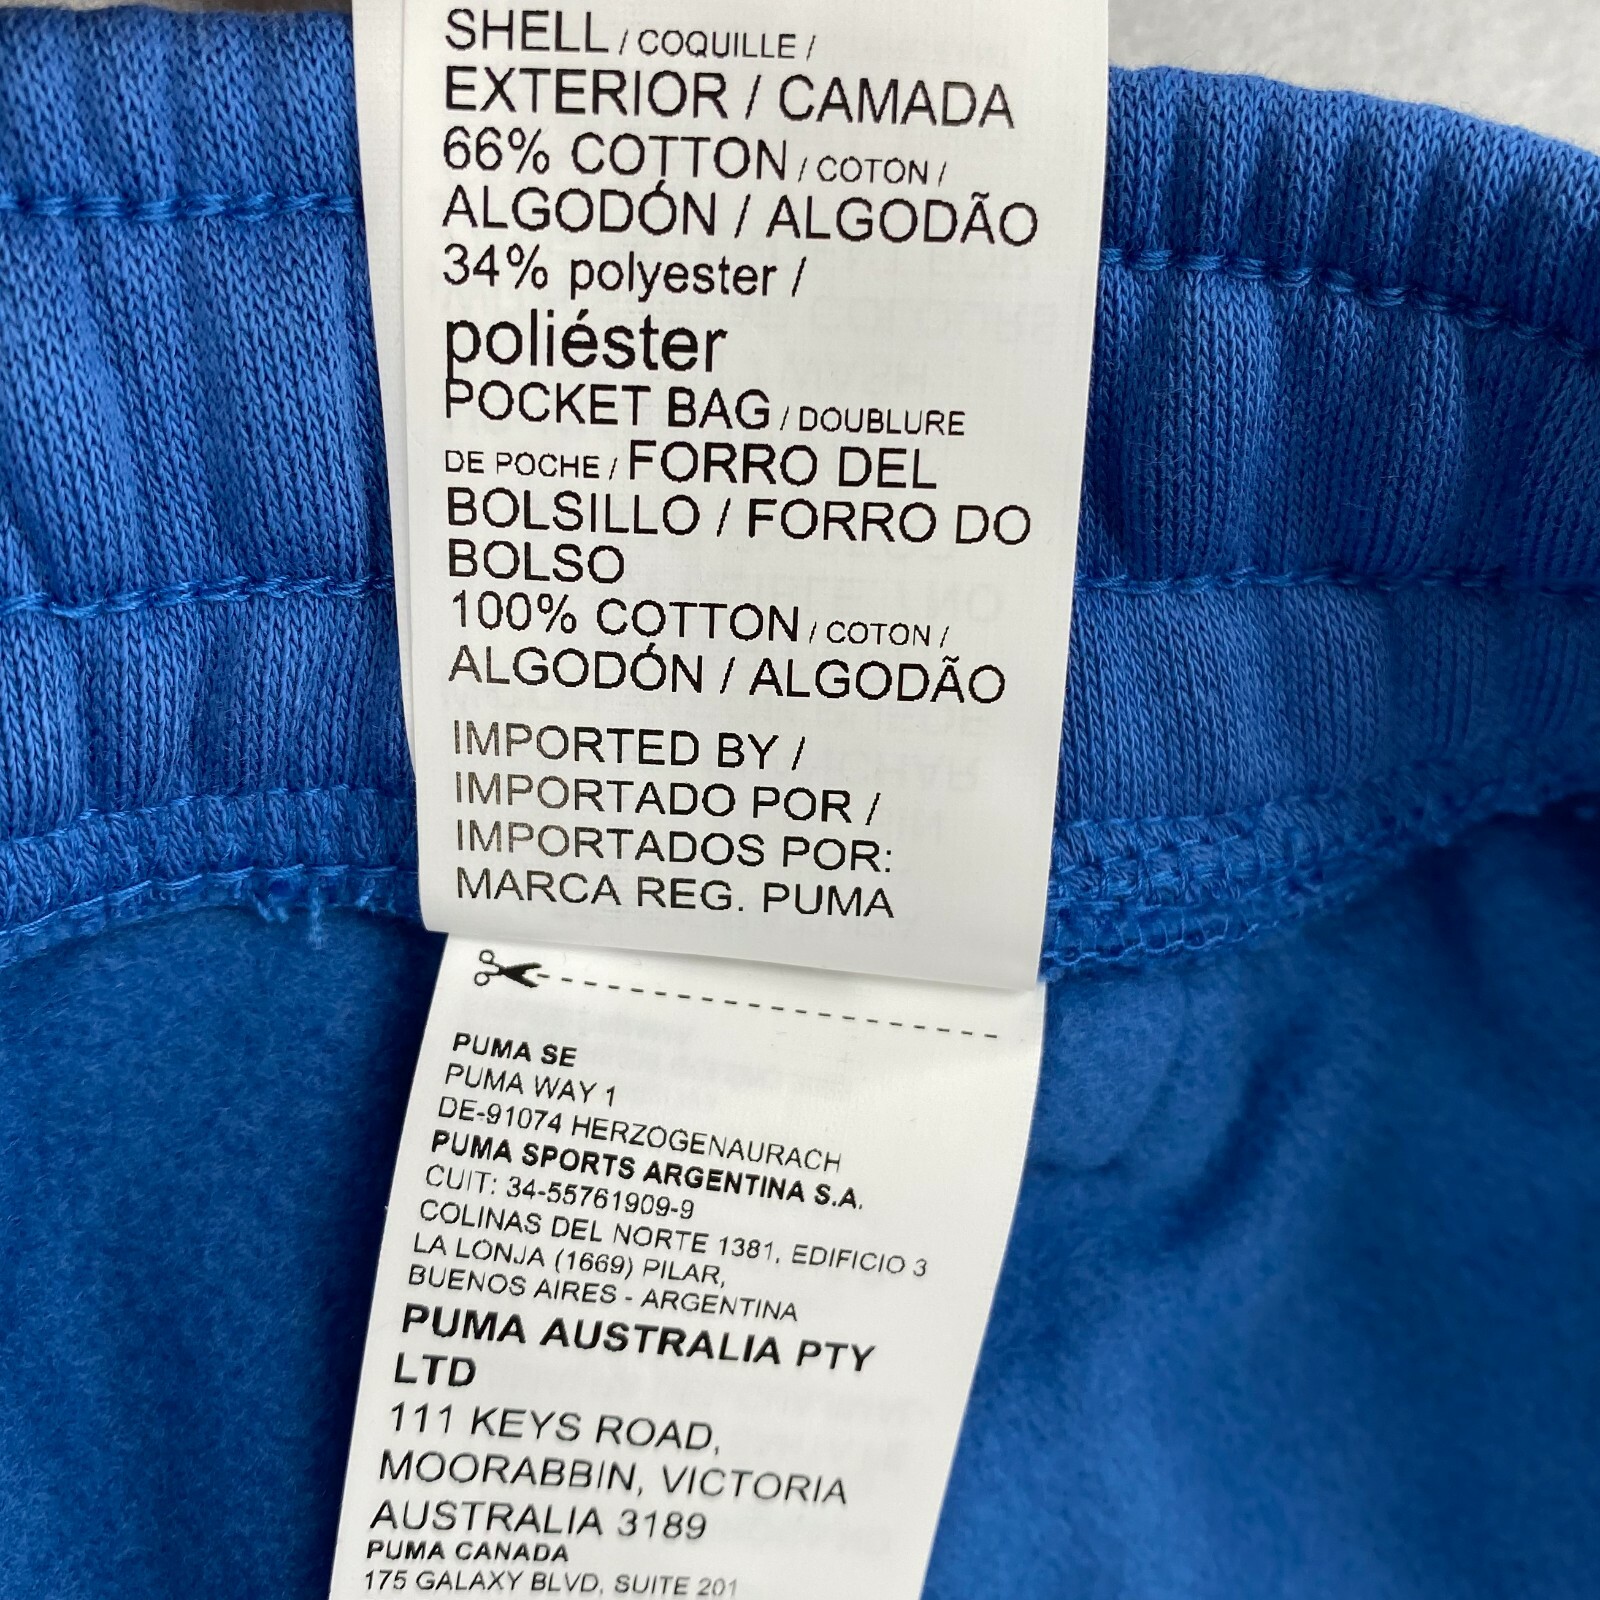 SHELL / COQUILLE /
EXTERIOR / CAMADA
66% COTTON / COTON /
ALGODÓN / ALGODÃO
34% polyester /
poliéster
POCKET BAG / DOUBLURE
DE POCHE / FORRO DEL
BOLSILLO / FORRO DO
BOLSO
100% COTTON / COTON /
ALGODÓN / ALGODÃO
IMPORTED BY /
IMPORTADO POR /
IMPORTADOS POR:
MARCA REG. PUMA
PUMA SE
PUMA WAY 1
DE-91074 HERZOGENAURACH
PUMA SPORTS ARGENTINA S.A.
CUIT: 34-55761909-9
COLINAS DEL NORTE 1381, EDIFICIO 3
LA LONJA (1669) PILAR,
BUENOS AIRES - ARGENTINA
PUMA AUSTRALIA PTY
LTD
111 KEYS ROAD,
MOORABBIN, VICTORIA
AUSTRALIA 3189
PUMA CANADA
175 GALAXY BLVD, SUITE 201